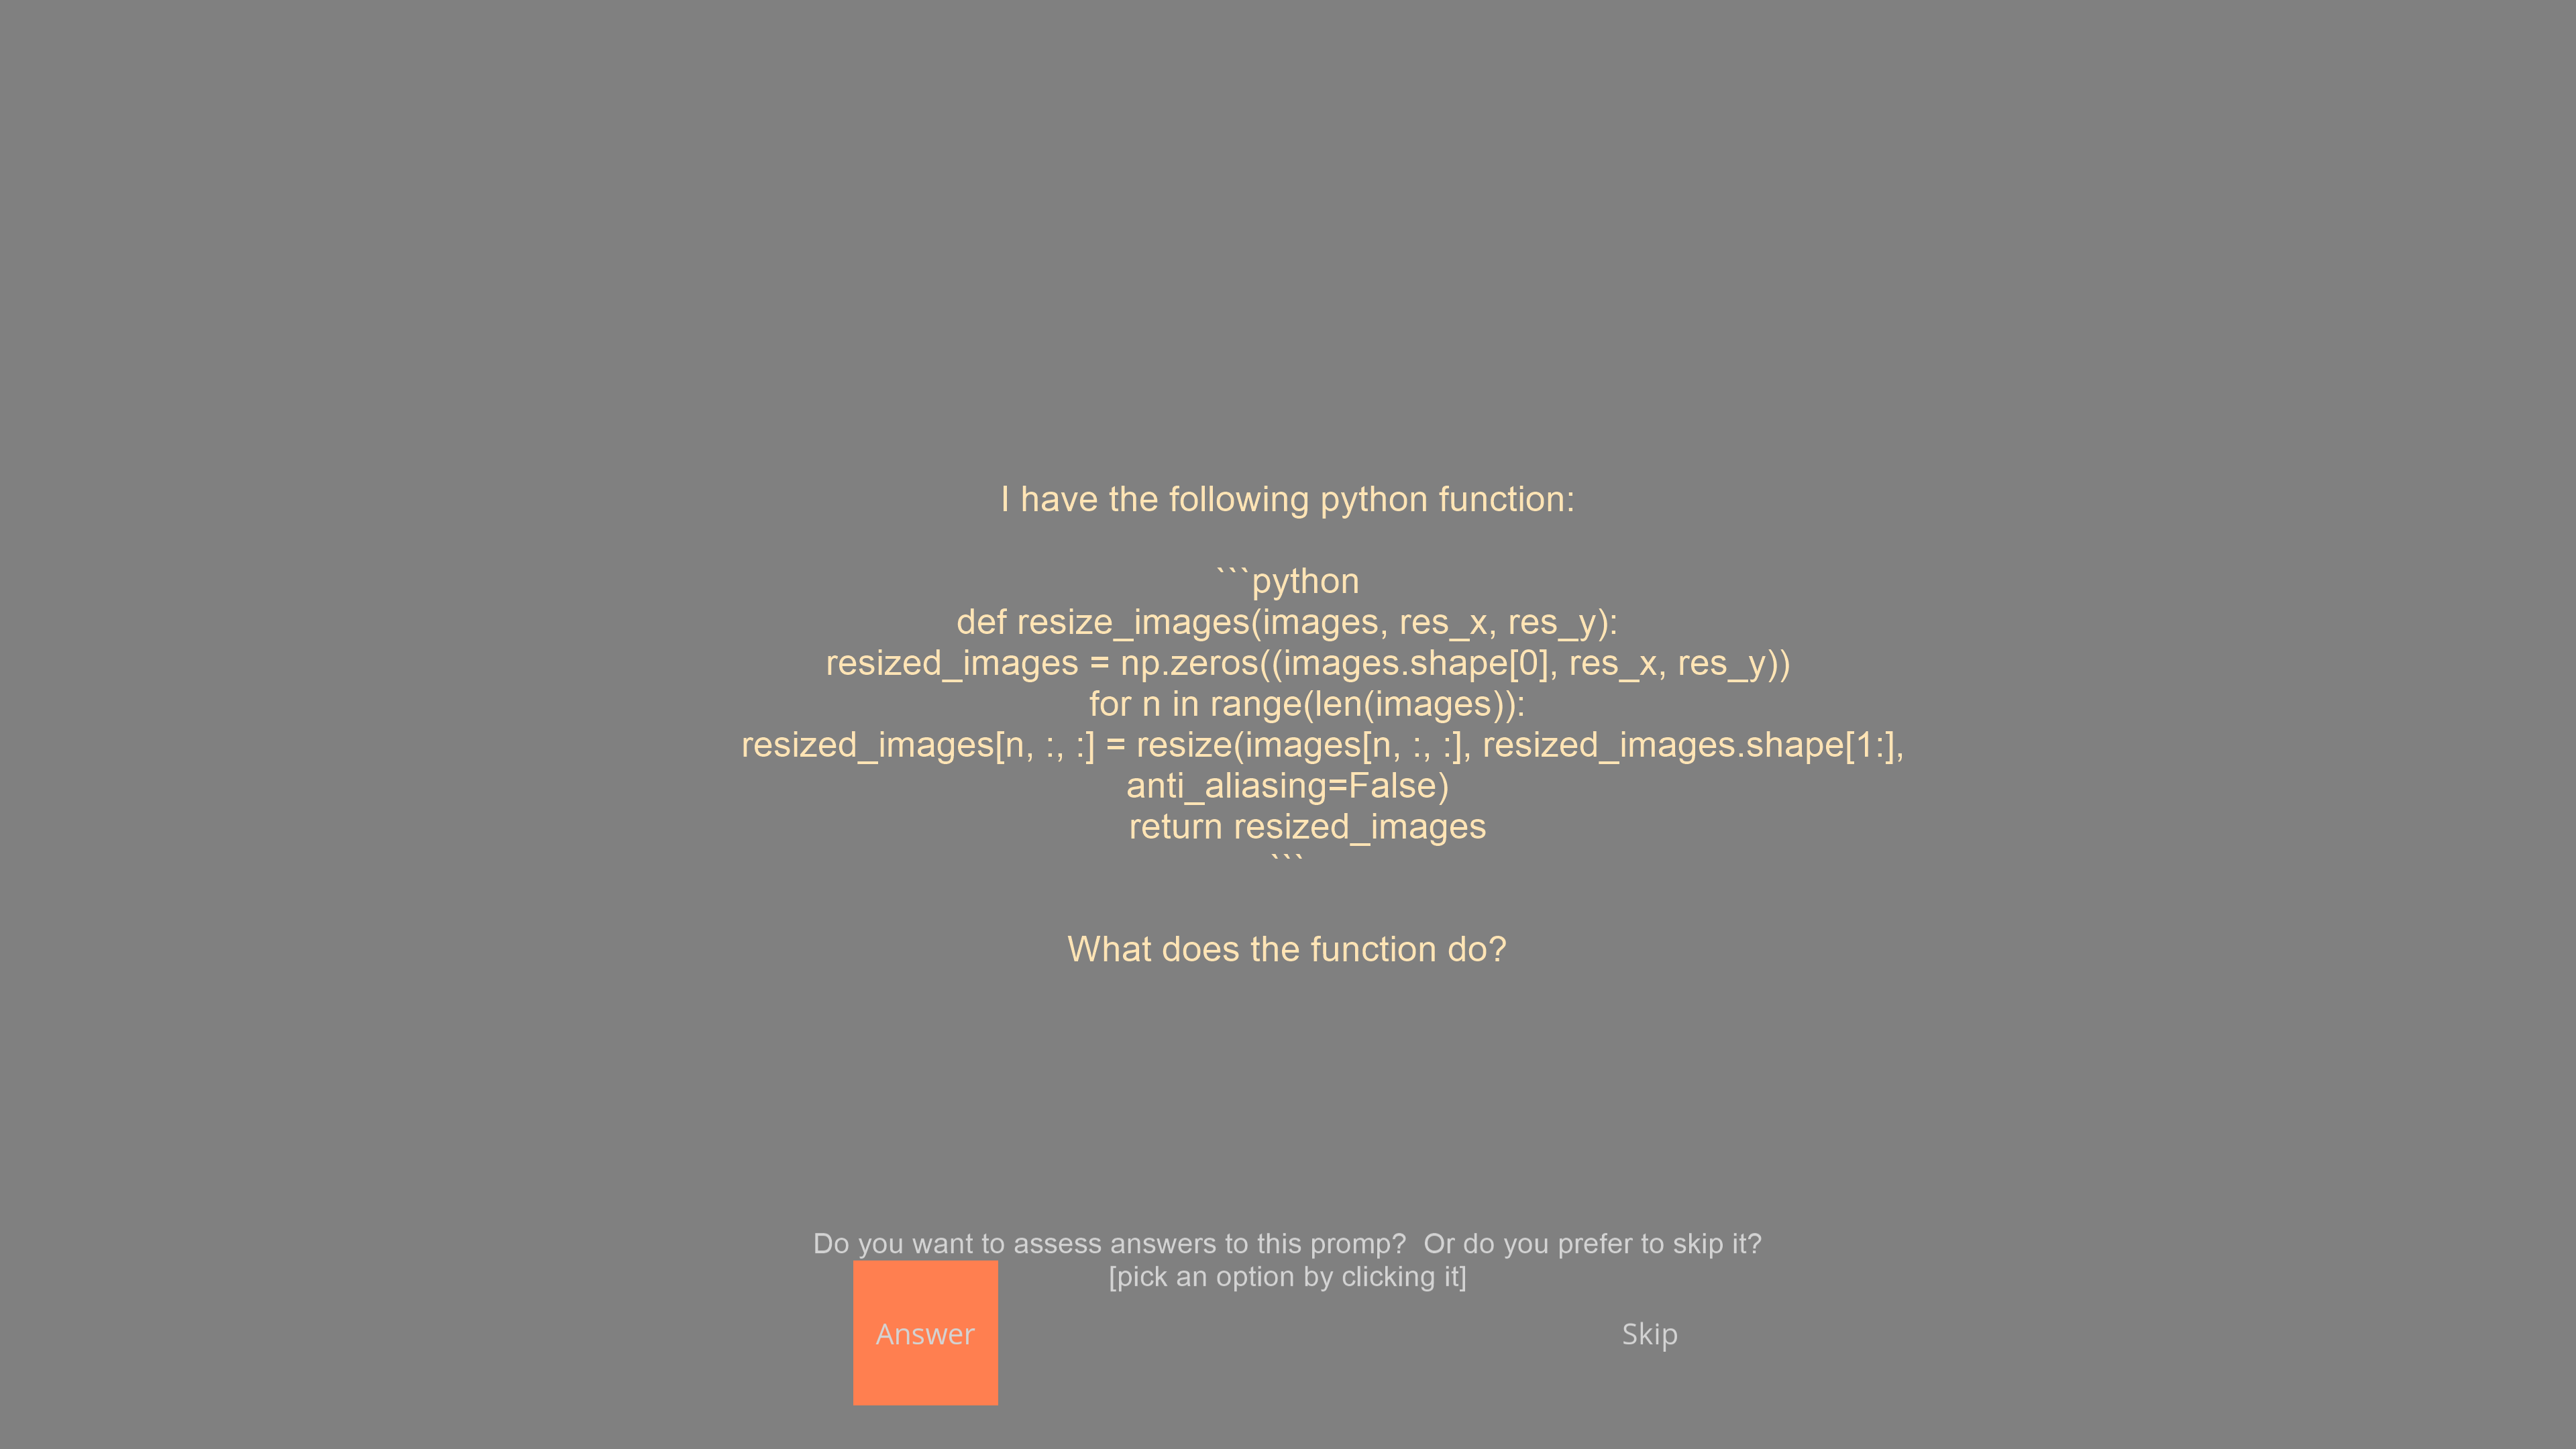 I have the following python function:
```python
def resize_images(images, res_x, res_y):
resized_images = np.zeros((images.shape[0], res_x, res_y))
for n in range(len(images)):
resized_images[n, :, :] = resize(images[n, :, :], resized_images.shape[1:],
anti_aliasing=False)
return resized_images
```
What does the function do?
Do you want to assess answers to this promp?  Or do you prefer to skip it?
[pick an option by clicking it]
Answer
Skip